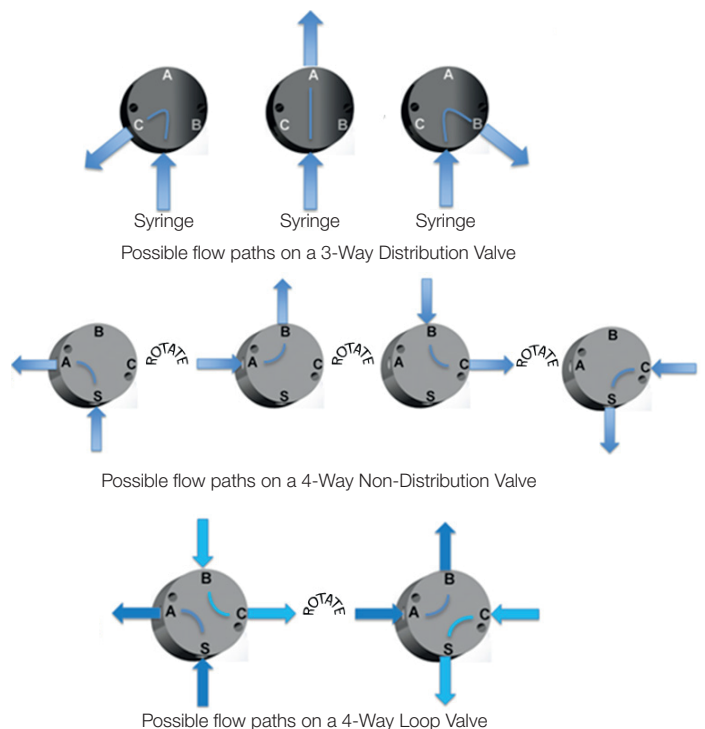 A A A
C B C B C B
Syringe Syringe Syringe
Possible flow paths on a 3-Way Distribution Valve
B B B B
A C ROTATE A C ROTATE A C ROTATE A C
S S S S
Possible flow paths on a 4-Way Non-Distribution Valve
B B
A C ROTATE A C
S S
Possible flow paths on a 4-Way Loop Valve